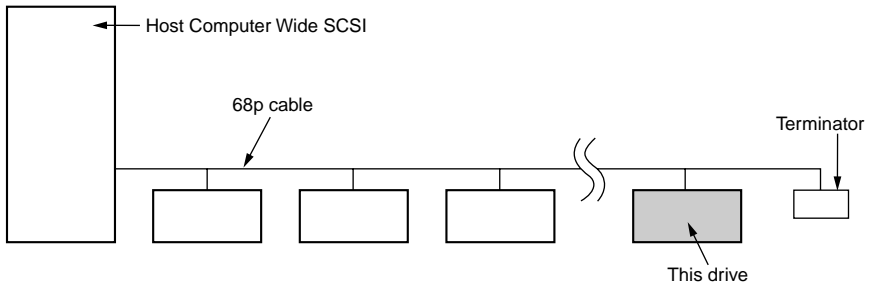 Host Computer Wide SCSI
68p cable
Terminator
This drive